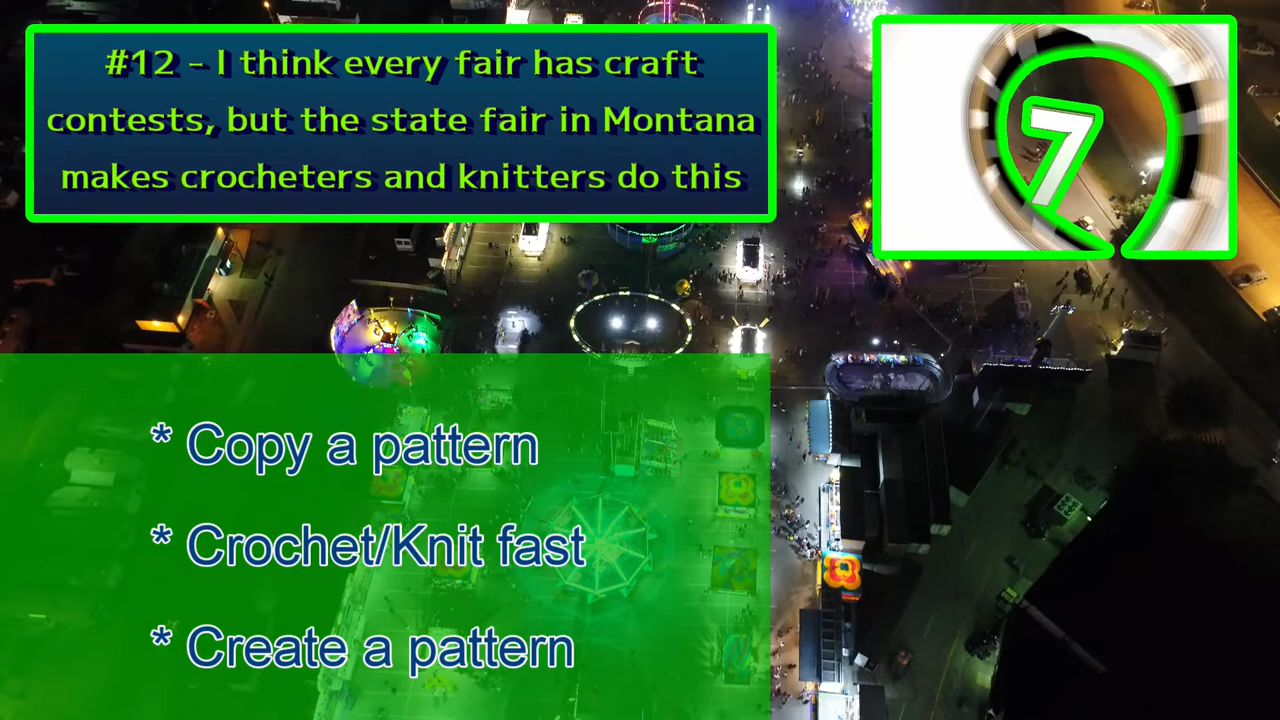 #12 - I think every fair has craft
contests, but the state fair in Montana
makes crocheters and knitters do this
7
* Copy a pattern
* Crochet/Knit fast
* Create a pattern